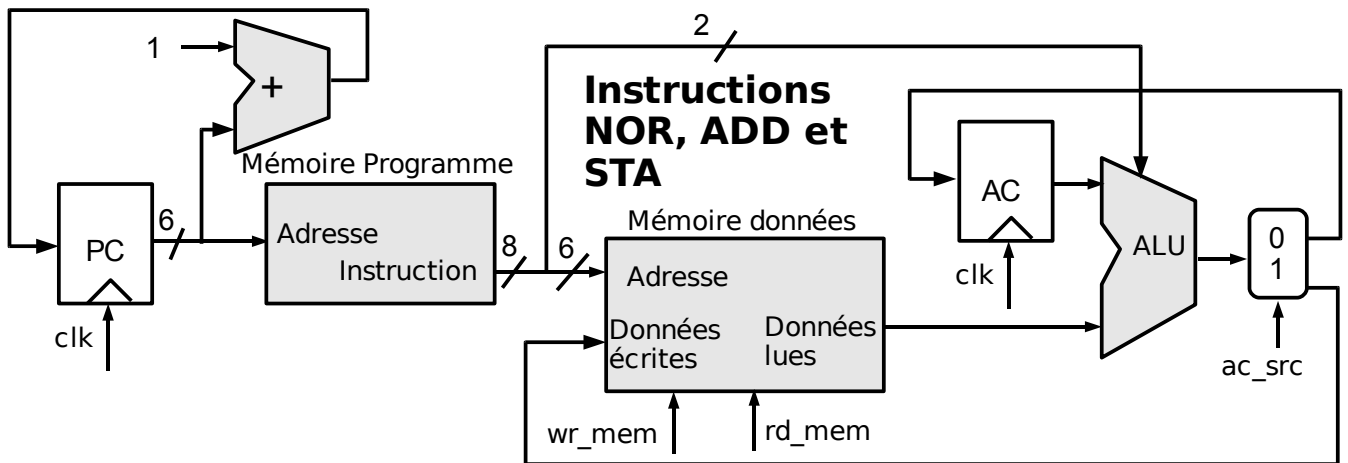 2
1
+
Instructions
NOR, ADD et
STA
Mémoire Programme
6
PC
clk
Adresse
Instruction
8
6
Mémoire données
Adresse
Données
écrites
Données
lues
wr_mem
rd_mem
AC
clk
ALU
0
1
ac_src